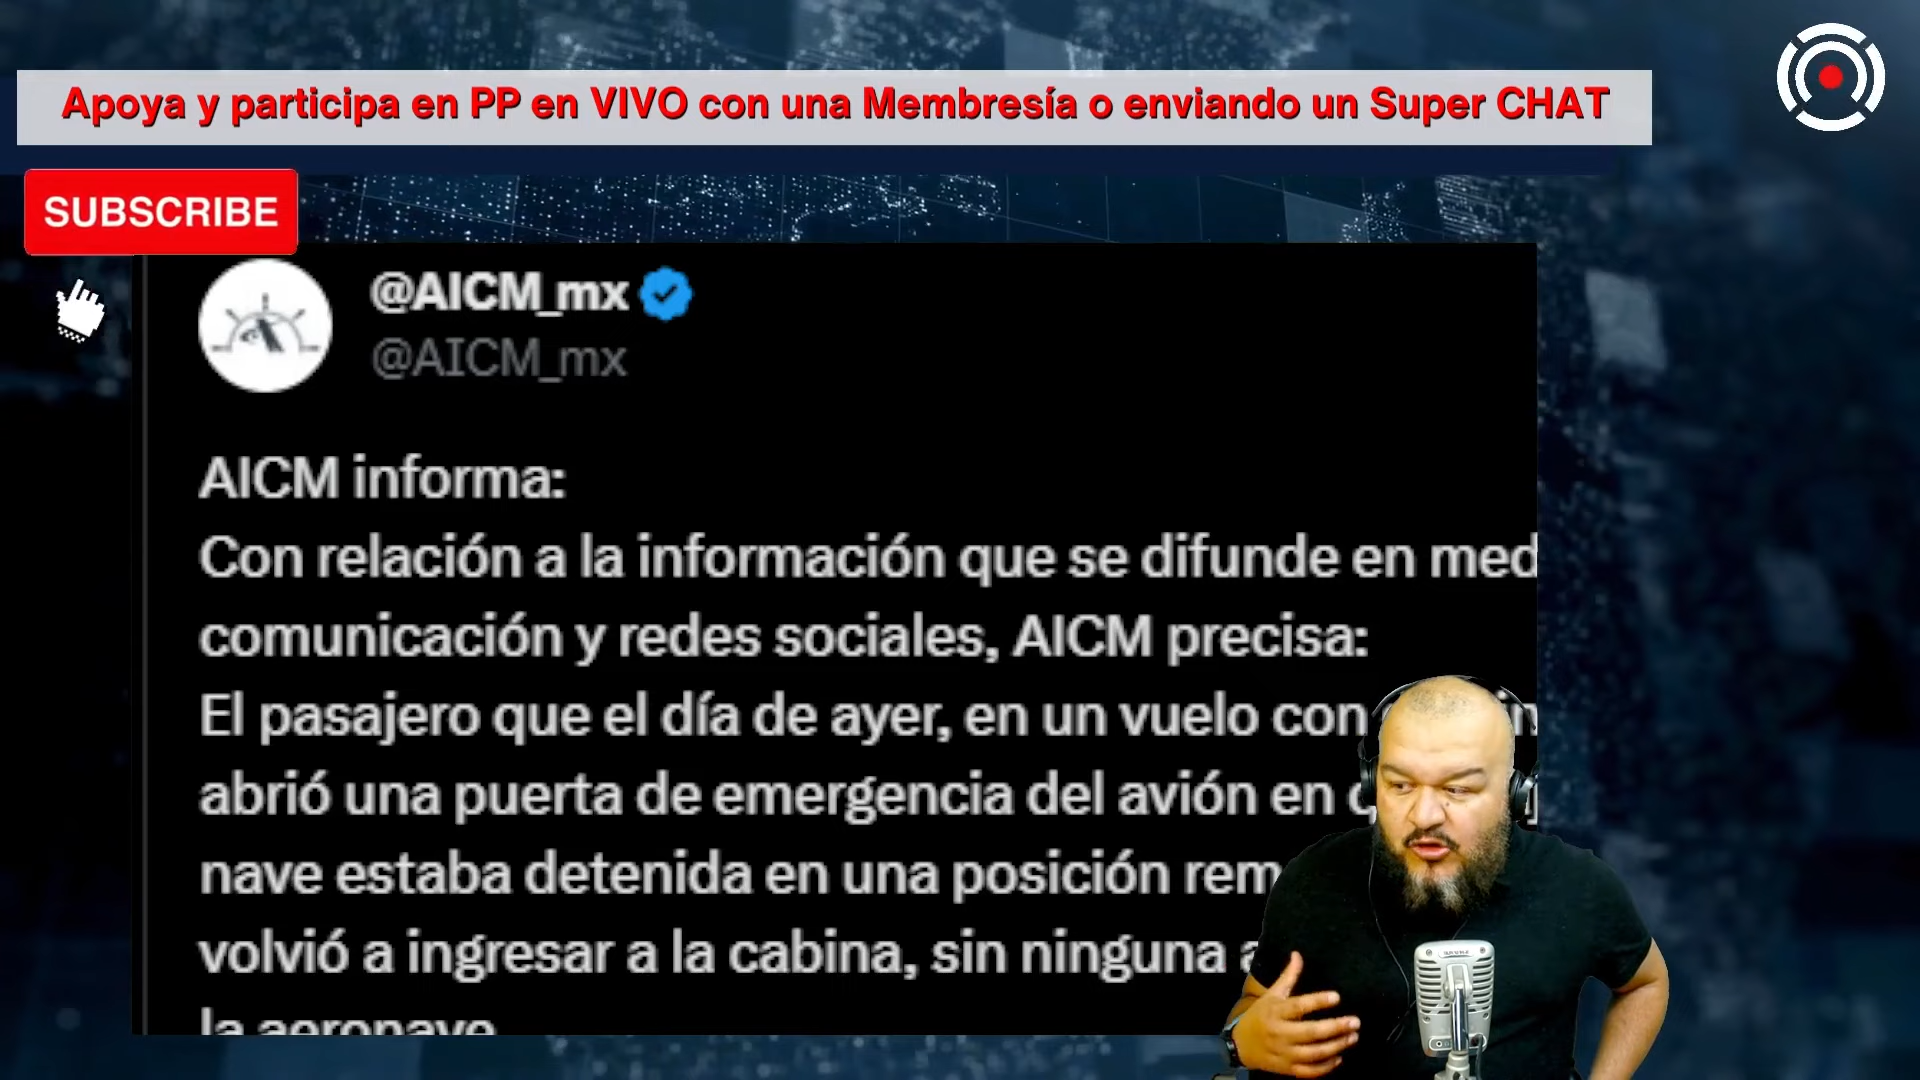 Apoya y participa en PP en VIVO con una Membresía o enviando un Super CHAT
SUBSCRIBE
@AICM_mx
@AICM_mx
AICM informa:
Con relación a la información que se difunde en med
comunicación y redes sociales, AICM precisa:
El pasajero que el día de ayer, en un vuelo con
abrió una puerta de emergencia del avión en
nave estaba detenida en una posición rem
volvió a ingresar a la cabina, sin ninguna a
la aeronave